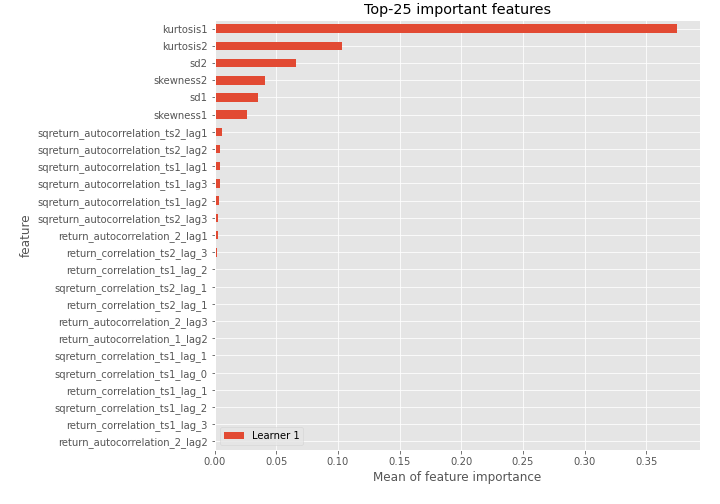 Top-25 important features
kurtosis1
kurtosis2
sd2
skewness2
sd1
skewness1
sqreturn_autocorrelation_ts2_lag1
sqreturn_autocorrelation_ts2_lag2
sqreturn_autocorrelation_ts1_lag1
sqreturn_autocorrelation_ts1_lag3
sqreturn_autocorrelation_ts1_lag2
sqreturn_autocorrelation_ts2_lag3
return_autocorrelation_2_lag1
return_correlation_ts2_lag_3
return_correlation_ts1_lag_2
sqreturn_correlation_ts2_lag_1
return_correlation_ts2_lag_1
return_autocorrelation_2_lag3
return_autocorrelation_1_lag2
sqreturn_correlation_ts1_lag_1
sqreturn_correlation_ts1_lag_0
return_correlation_ts1_lag_1
sqreturn_correlation_ts1_lag_2
return_correlation_ts1_lag_3
return_autocorrelation_2_lag2
feature
Learner 1
0.00 0.05 0.10 0.15 0.20 0.25 0.30 0.35
Mean of feature importance